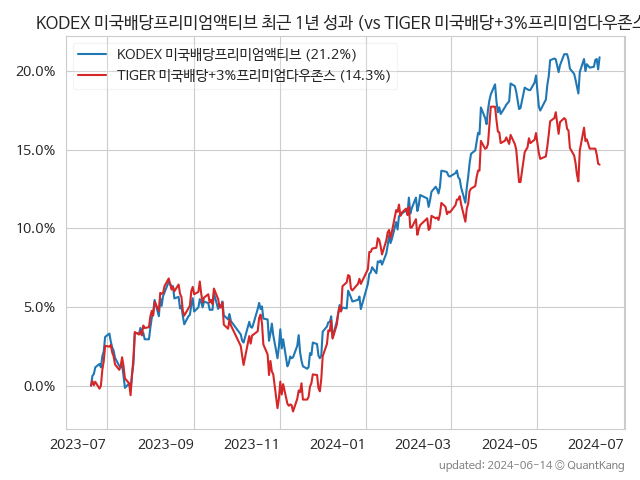 KODEX 미국배당프리미엄액티브 최근 1년 성과 (vs TIGER 미국배당+3%프리미엄다우존스
KODEX 미국배당프리미엄액티브 (21.2%)
TIGER 미국배당+3%프리미엄다우존스 (14.3%)
20.0%
15.0%
10.0%
5.0%
0.0%
2023-07 2023-09 2023-11 2024-01 2024-03 2024-05 2024-07
updated: 2024-06-14 © QuantKang